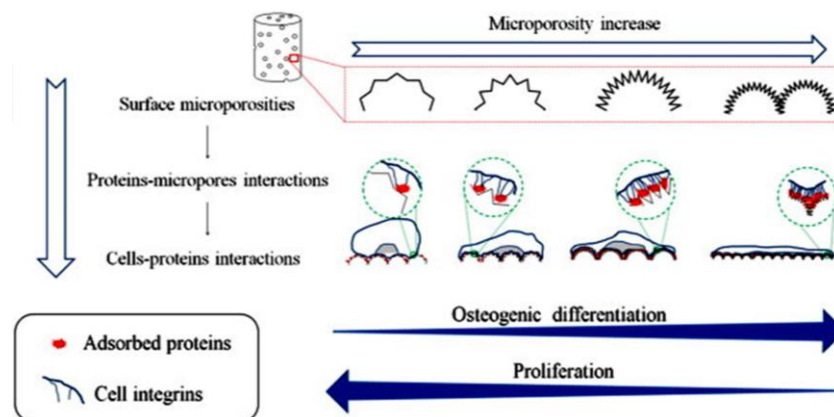 Microporosity increase
Surface microporosities
Proteins-micropores interactions
Cells-proteins interactions
Osteogenic differentiation
Adsorbed proteins
Proliferation
Cell integrins